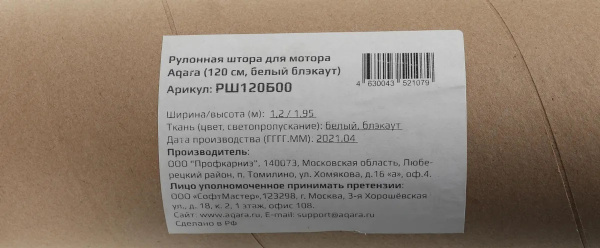 Рулонная штора для мотора
Aqara (120 см, белый блэкаут)
Артикул: РШ120Б00
4 630043 521079
Ширина/высота (м): 1,2 / 1,95
Ткань (цвет, светопропускание): белый, блэкаут
Дата производства (ГГГГ.ММ): 2021.04
Производитель:
ООО "Профкарниз", 140073, Московская область, Любе-
рецкий район, п. Томилино, ул. Хомякова, д.16 «а», оф.4.
Лицо уполномоченное принимать претензии:
ООО «СофтМастер»,123298, г. Москва, 3-я Хорошёвская
ул., д. 18, к. 2, 1 этаж, офис 108.
Сайт: www.aqara.ru, E-mail: support@aqara.ru
Сделано в РФ